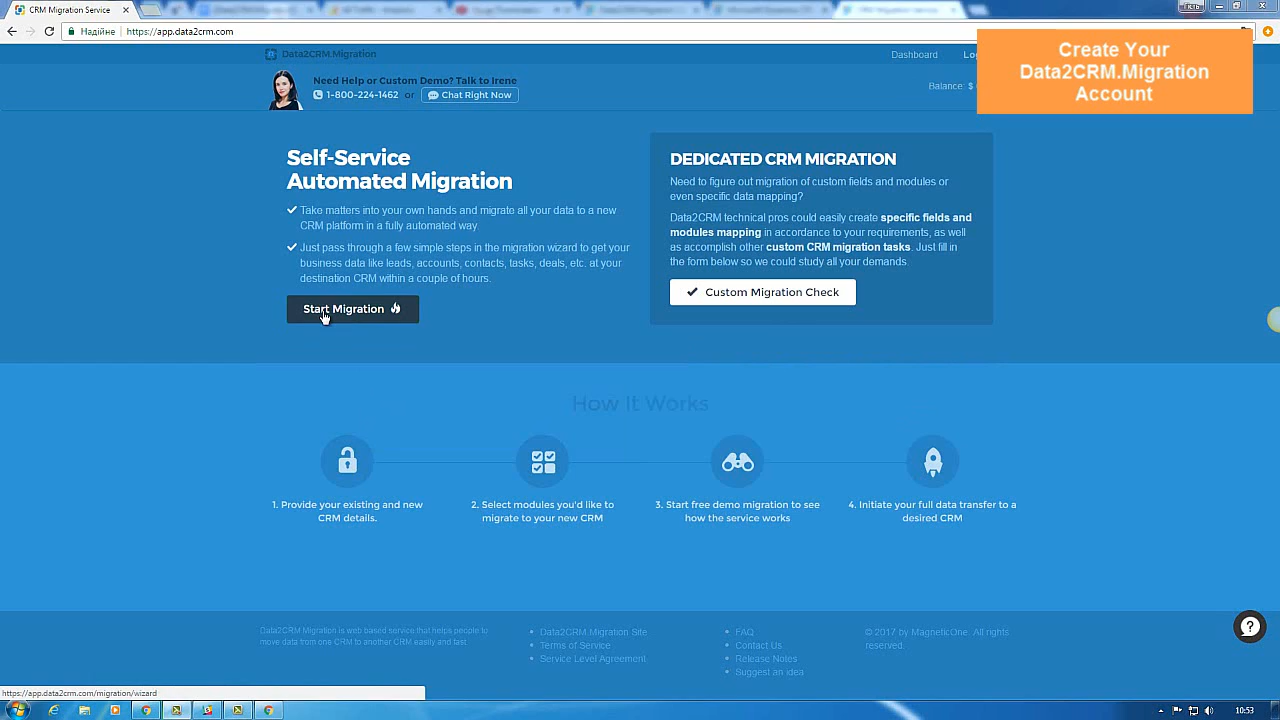 CRM Migration Service
Надійне
https://app.data2crm.com
Create Your
Data2CRM.Migration
Account
Data2CRM.Migration
Dashboard
Need Help or Custom Demo? Talk to Irene
1-800-224-1462 or Chat Right Now
Balance: $
Self-Service
Automated Migration
Take matters into your own hands and migrate all your data to a new
CRM platform in a fully automated way.
Just pass through a few simple steps in the migration wizard to get your
business data like leads, accounts, contacts, tasks, deals, etc. at your
destination CRM within a couple of hours.
Start Migration
DEDICATED CRM MIGRATION
Need to figure out migration of custom fields and modules or
even specific data mapping?
Data2CRM technical pros could easily create specific fields and
modules mapping in accordance to your requirements, as well
as accomplish other custom CRM migration tasks. Just fill in
the form below so we could study all your demands.
Custom Migration Check
How It Works
1. Provide your existing and new
CRM details.
2. Select modules you'd like to
migrate to your new CRM
3. Start free demo migration to see
how the service works
4. Initiate your full data transfer to a
desired CRM
Data2CRM.Migration is web based service that helps people to
move data from one CRM to another CRM easily and fast.
Data2CRM.Migration Site
Terms of Service
Service Level Agreement
FAQ
Contact Us
Release Notes
Suggest an idea
© 2017 by MagneticOne. All rights
reserved.
https://app.data2crm.com/migration/wizard
10:53